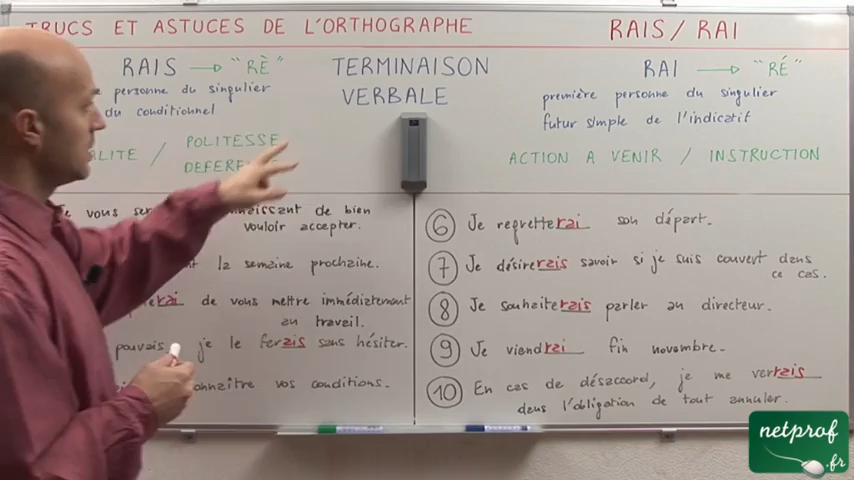 TRUCS ET ASTUCES DE L'ORTHOGRAPHE
RAIS / RAI
RAIS → "RÈ"
personne du singulier
du conditionnel
POLITESSE
TERMINAISON
VERBALE
RAI → "RÉ"
première personne du singulier
futur simple de l'indicatif
ACTION A VENIR / INSTRUCTION
Je vous de bien
vouloir accepter.
la semaine prochaine.
rai de vous mettre immédiatement
au travail.
pouvais je le ferais sans hésiter.
vos conditions.
6 Je regretterai son départ.
7 Je désirerais savoir si je suis couvert dans
ce cas.
8 Je souhaiterais parler au directeur.
9 Je viendrai fin novembre.
10 En cas de désaccord, je me verrais
dans l'obligation de tout annuler.
netprof
.fr